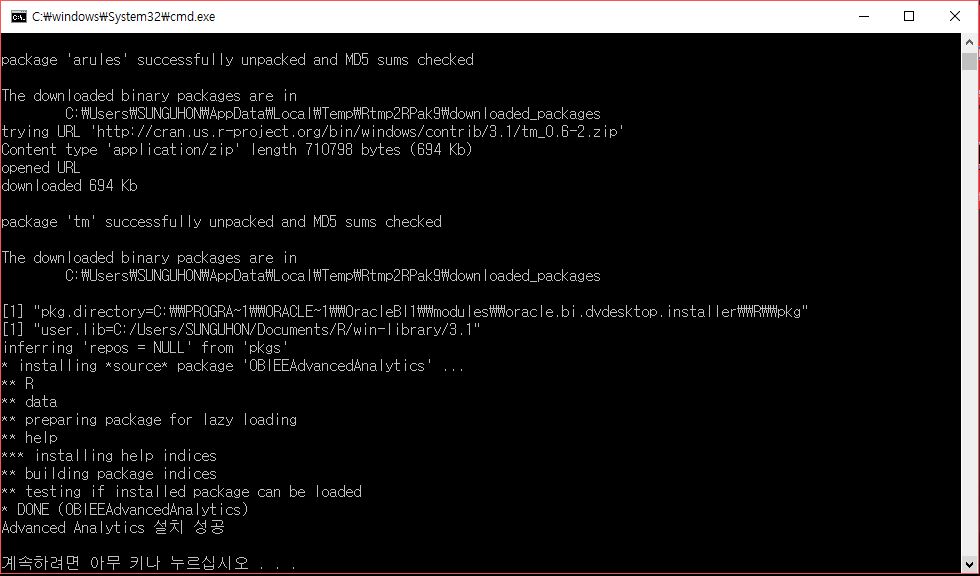 C:₩windows₩System32₩cmd.exe
package 'arules' successfully unpacked and MD5 sums checked
The downloaded binary packages are in
C:₩Users₩SUNGUHON₩AppData₩Local₩Temp₩Rtmp2RPak9₩downloaded_packages
trying URL 'http://cran.us.r-project.org/bin/windows/contrib/3.1/tm_0.6-2.zip'
Content type 'application/zip' length 710798 bytes (694 Kb)
opened URL
downloaded 694 Kb
package 'tm' successfully unpacked and MD5 sums checked
The downloaded binary packages are in
C:₩Users₩SUNGUHON₩AppData₩Local₩Temp₩Rtmp2RPak9₩downloaded_packages
[1] "pkg.directory=C:₩₩PROGRA~1₩₩ORACLE~1₩₩OracleBI1₩₩modules₩₩oracle.bi.dvdesktop.installer₩₩R₩₩pkg"
[1] "user.lib=C:/Users/SUNGUHON/Documents/R/win-library/3.1"
inferring 'repos = NULL' from 'pkgs'
* installing *source* package 'OBIEEAdvancedAnalytics' ...
** R
** data
** preparing package for lazy loading
** help
*** installing help indices
** building package indices
** testing if installed package can be loaded
* DONE (OBIEEAdvancedAnalytics)
Advanced Analytics 설치 성공
계속하려면 아무 키나 누르십시오 . . .